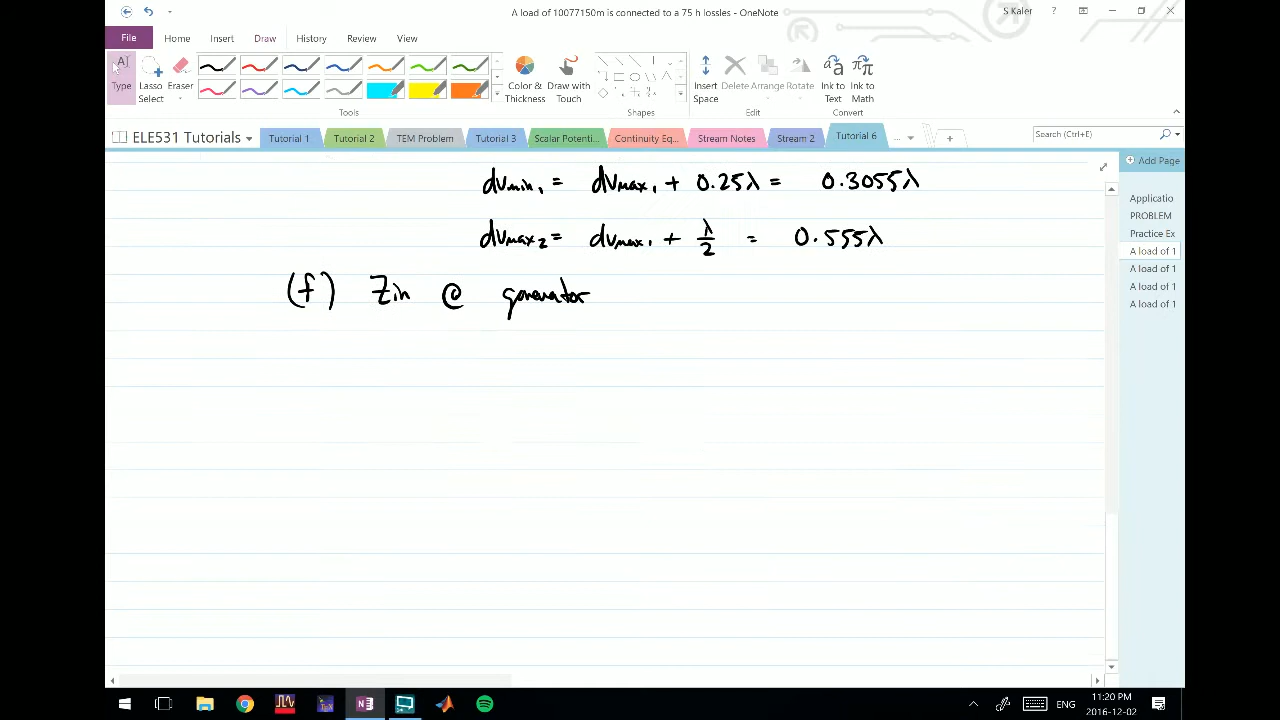 A load of 10077150m is connected to a 75 h lossles - OneNote
S Kaler
?
File Home Insert Draw History Review View
Type Lasso Select Eraser Color & Thickness Draw with Touch Insert Space Delete Arrange Rotate Ink to Text Ink to Math
Tools Shapes Edit Convert
ELE531 Tutorials Tutorial 1 Tutorial 2 TEM Problem Tutorial 3 Scalar Potenti... Continuity Eq... Stream Notes Stream 2 Tutorial 6 ... + Search (Ctrl+E)
Add Page
Applicatio
PROBLEM
Practice Ex
A load of 1
A load of 1
A load of 1
A load of 1
dvmin₁ = dvmax₁ + 0.25λ = 0.3055λ
dvmax₂ = dvmax₁ + λ/2 = 0.555λ
(f) Zin @ generator
ENG
11:20 PM
2016-12-02